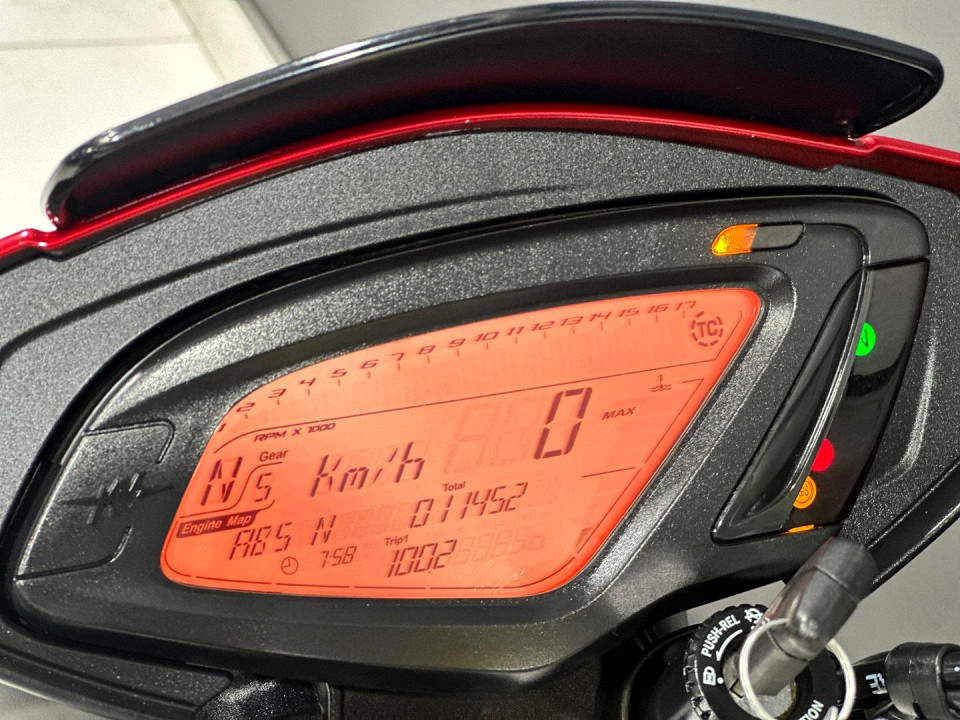 1 2 3 4 5 6 7 8 9 10 11 12 13 14 15 16 17
TC
RPM X 1000
Gear
N S Km/h 0 MAX
Engine Map
Total
ABS N 011452
7:58
Trip1
1002
PUSH-REL